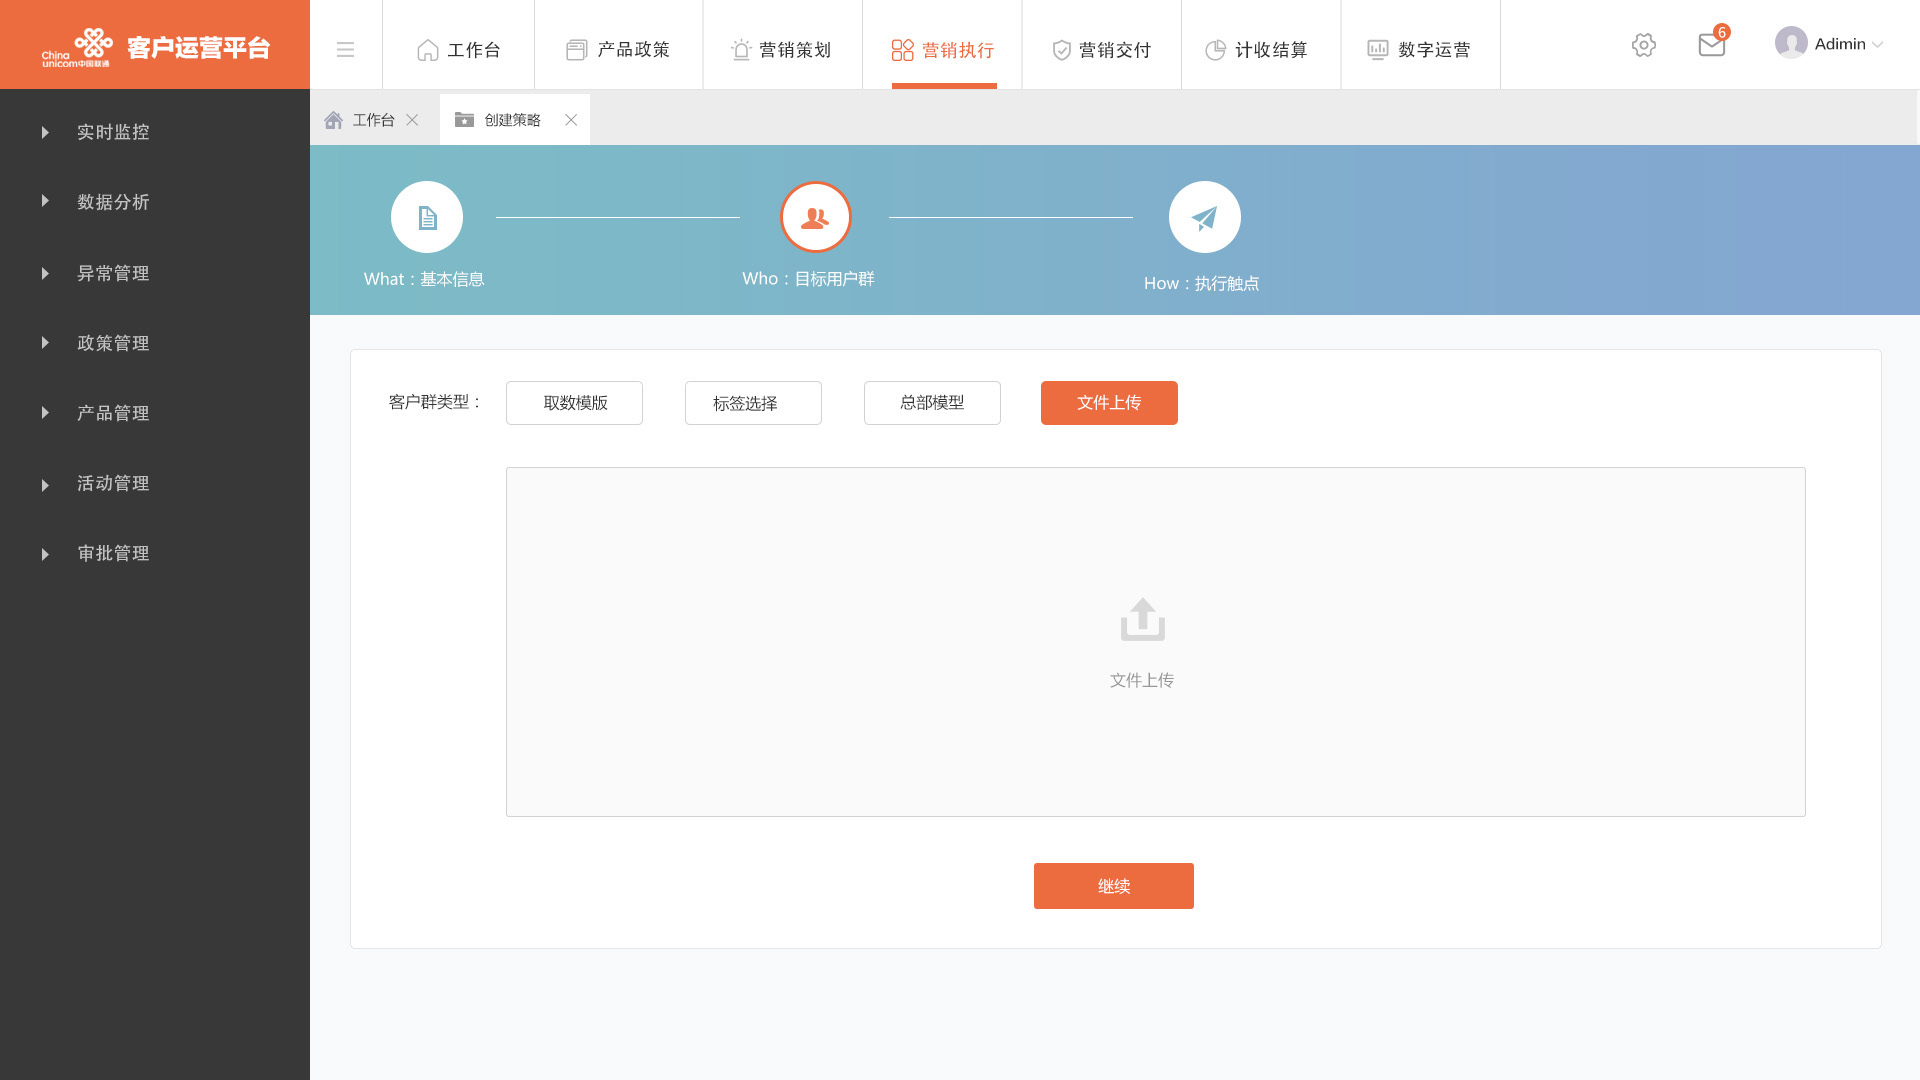 China
unicom中国联通
客户运营平台
工作台
产品政策
营销策划
营销执行
营销交付
计收结算
数字运营
6
Adimin
工作台
创建策略
实时监控
数据分析
异常管理
政策管理
产品管理
活动管理
审批管理
What：基本信息
Who：目标用户群
How：执行触点
客户群类型：
取数模版
标签选择
总部模型
文件上传
文件上传
继续